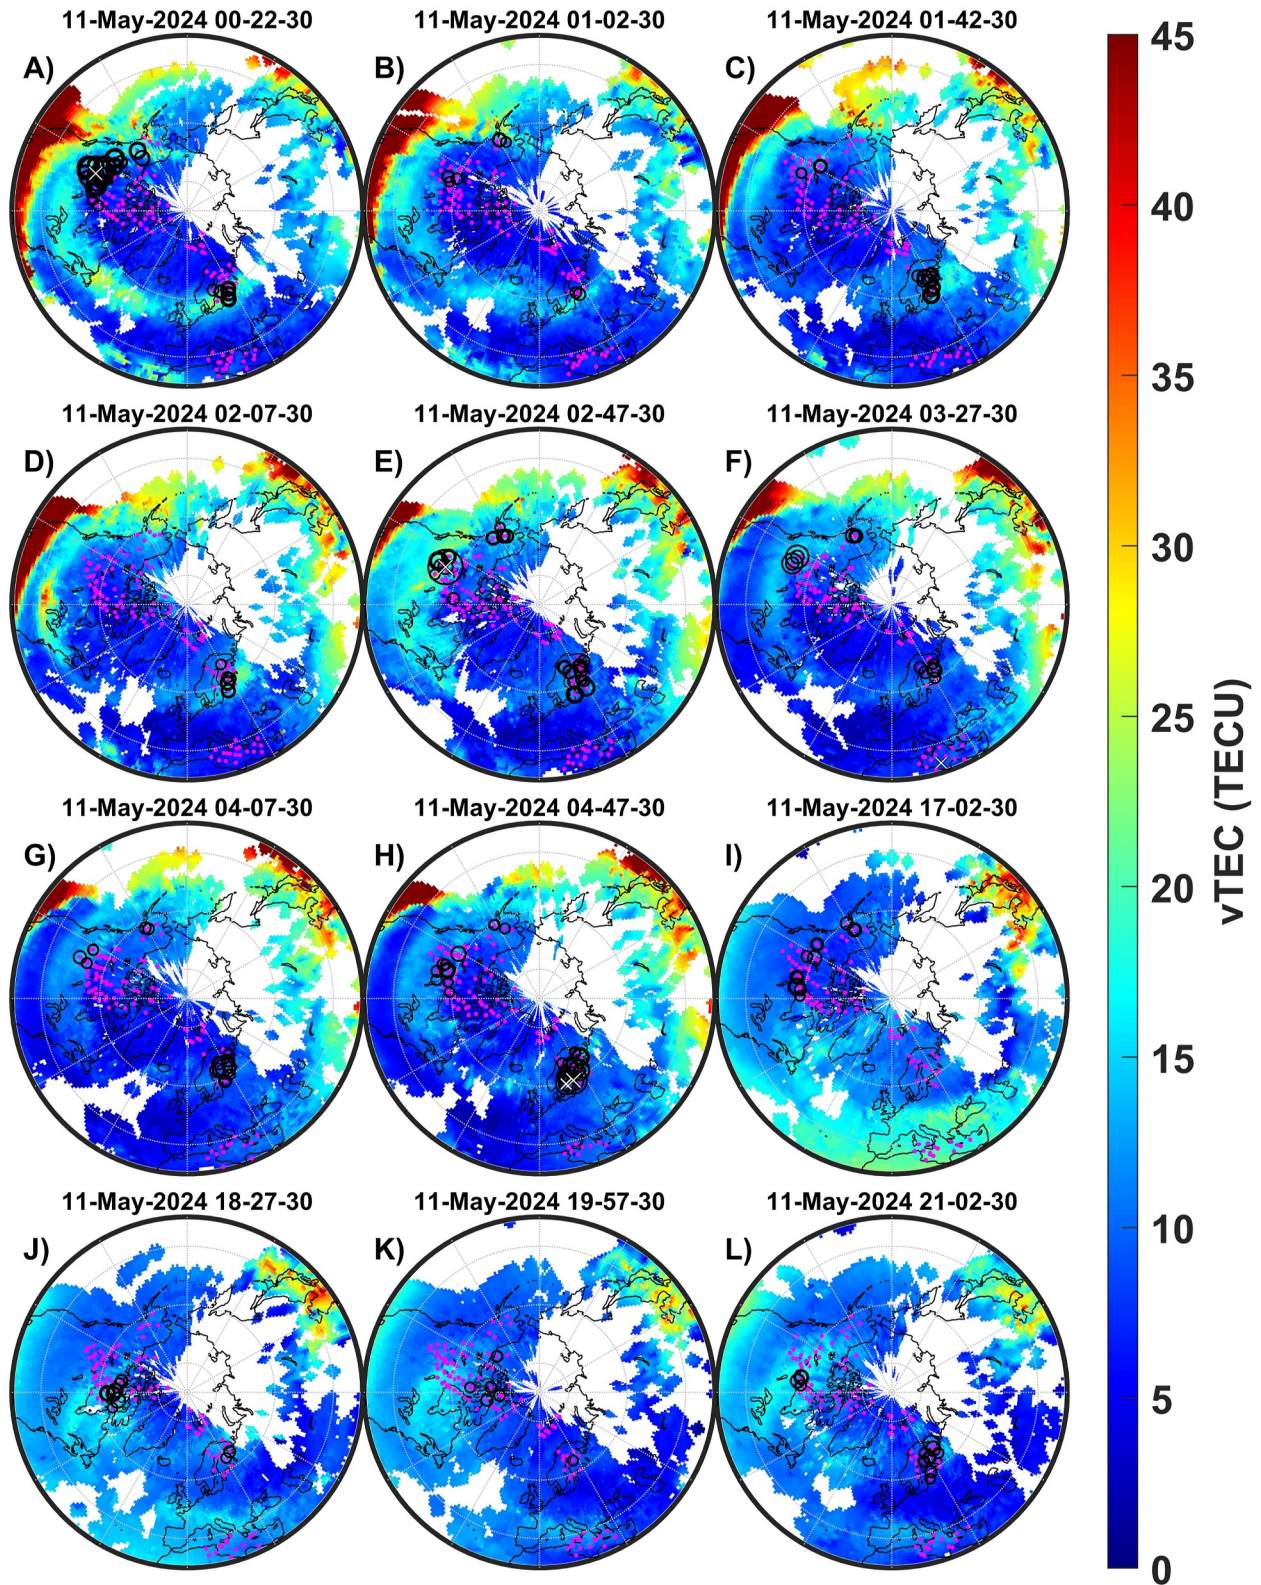 11-May-2024 00-22-30
11-May-2024 01-02-30
11-May-2024 01-42-30
A)
B)
C)
11-May-2024 02-07-30
11-May-2024 02-47-30
11-May-2024 03-27-30
D)
E)
F)
11-May-2024 04-07-30
11-May-2024 04-47-30
11-May-2024 17-02-30
G)
H)
I)
11-May-2024 18-27-30
11-May-2024 19-57-30
11-May-2024 21-02-30
J)
K)
L)
45
40
35
30
25
20
15
10
5
0
vTEC (TECU)